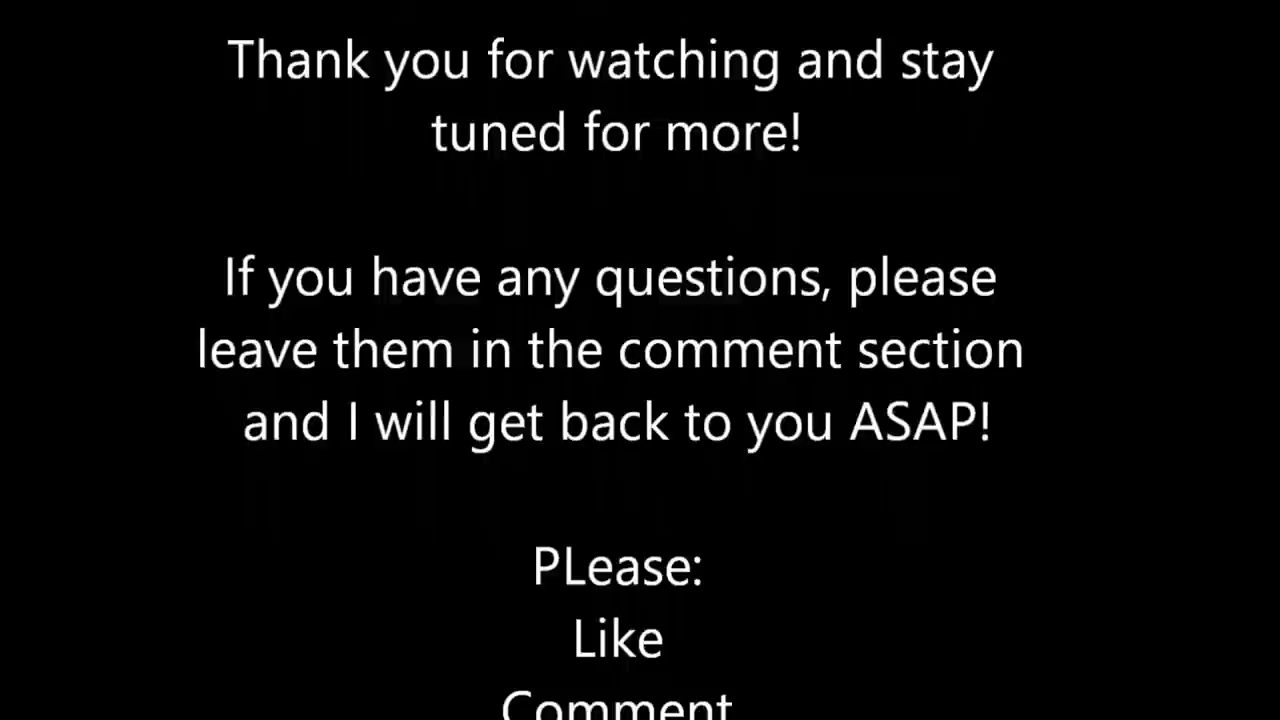 Thank you for watching and stay
tuned for more!
If you have any questions, please
leave them in the comment section
and I will get back to you ASAP!
PLease:
Like
Comment